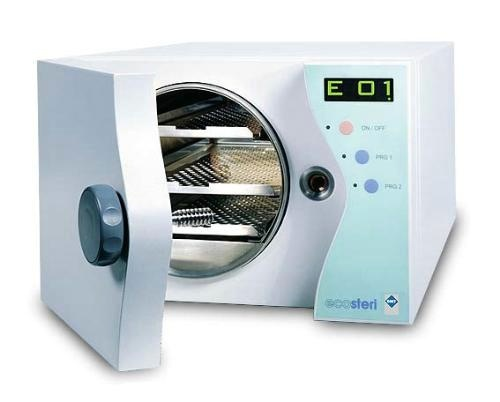 E 01
ON / OFF
PRG 1
PRG 2
ecosteri